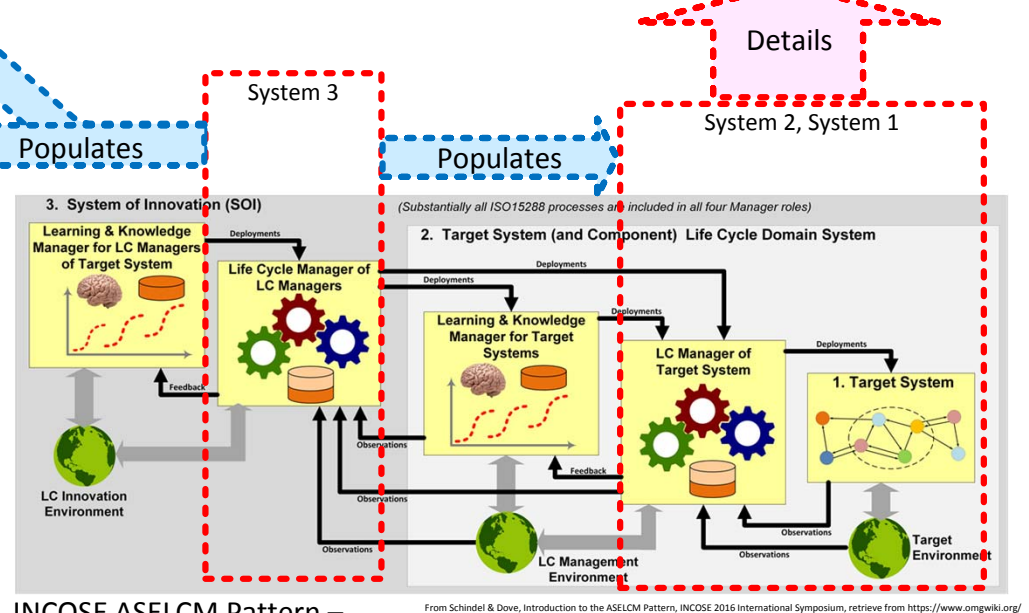 Details
System 3
System 2, System 1
Populates
Populates
3. System of Innovation (SOI)
(Substantially all ISO15288 processes are included in all four Manager roles)
Learning & Knowledge
Manager for LC Managers
of Target System
Deployments
2. Target System (and Component) Life Cycle Domain System
Life Cycle Manager of
LC Managers
Deployments
Deployments
Learning & Knowledge
Manager for Target
Systems
Deployments
LC Manager of
Target System
Deployments
1. Target System
Feedback
Observations
Feedback
Observations
LC Innovation
Environment
Observations
LC Management
Environment
Observations
Observations
Target
Environment
INCOSE ASELCM Pattern –
From Schindel & Dove, Introduction to the ASELCM Pattern, INCOSE 2016 International Symposium, retrieve from https://www.omgwiki.org/